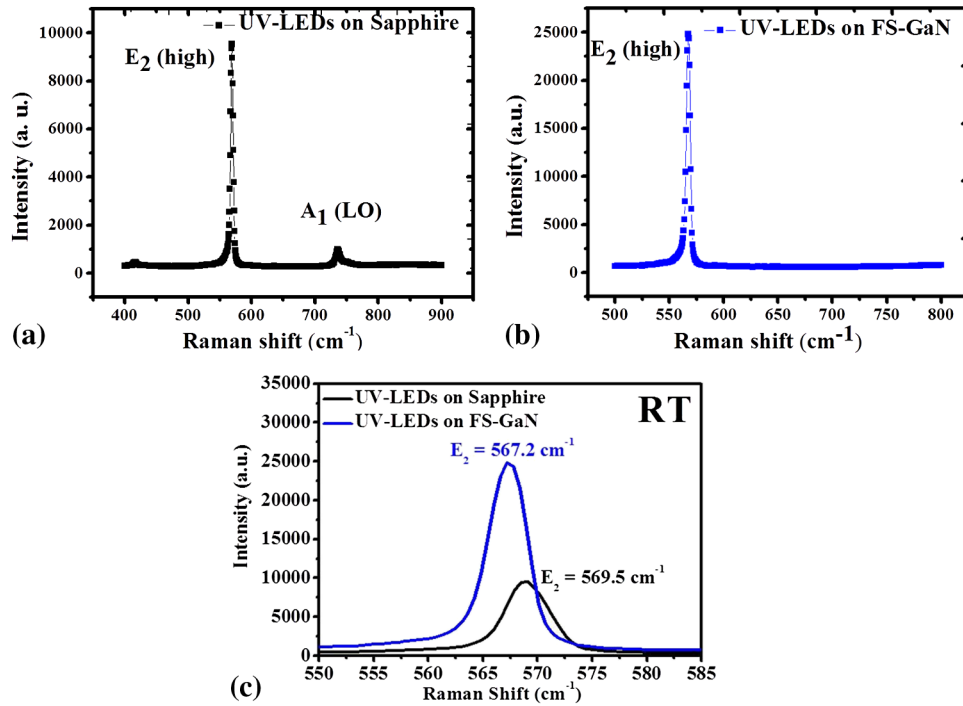 UV-LEDs on Sapphire
E2 (high)
A1 (LO)
Intensity (a. u.)
10000
8000
6000
4000
2000
0
400 500 600 700 800 900
Raman shift (cm-1)
(a)
UV-LEDs on FS-GaN
E2 (high)
Intensity (a.u.)
25000
20000
15000
10000
5000
0
500 550 600 650 700 750 800
Raman shift (cm-1)
(b)
UV-LEDs on Sapphire
UV-LEDs on FS-GaN
RT
E2 = 567.2 cm-1
E2 = 569.5 cm-1
Intensity (a.u.)
35000
30000
25000
20000
15000
10000
5000
0
550 555 560 565 570 575 580 585
Raman Shift (cm-1)
(c)